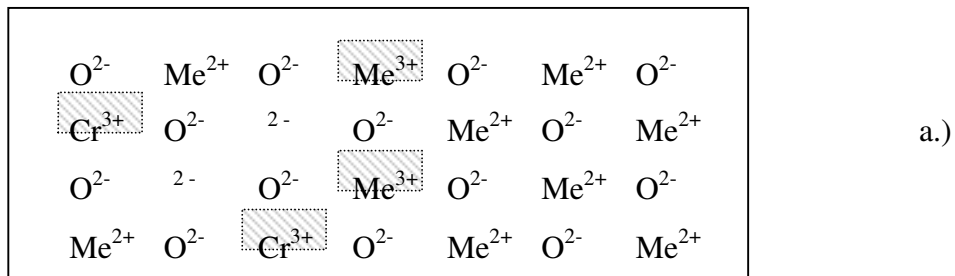 O²⁻ Me²⁺ O²⁻ Me³⁺ O²⁻ Me²⁺ O²⁻
Cr³⁺ O²⁻ ²⁻ O²⁻ Me²⁺ O²⁻ Me²⁺ a.)
O²⁻ ²⁻ O²⁻ Me³⁺ O²⁻ Me²⁺ O²⁻
Me²⁺ O²⁻ Cr³⁺ O²⁻ Me²⁺ O²⁻ Me²⁺